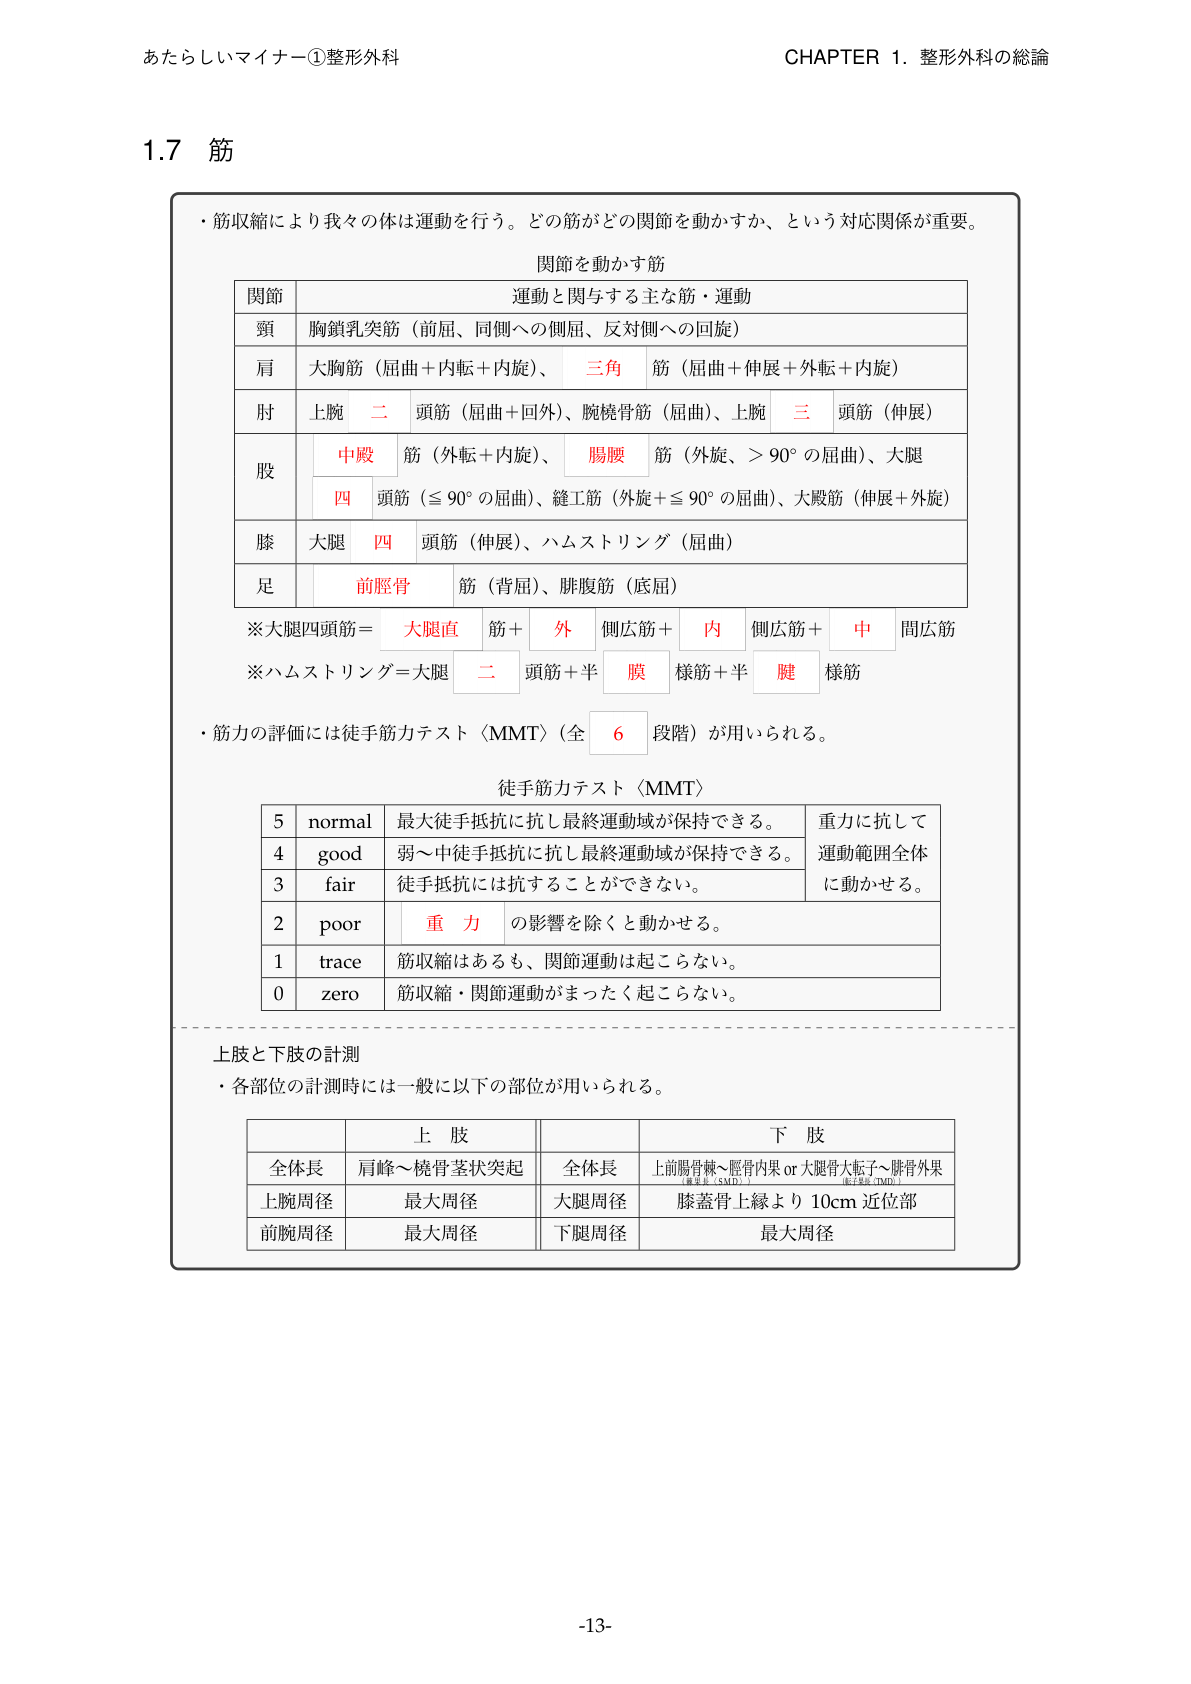 あたらしいマイナー①整形外科
CHAPTER 1. 整形外科の総論
1.7 筋
・筋収縮により我々の体は運動を行う。どの筋がどの関節を動かすか、という対応関係が重要。
関節を動かす筋
関節 運動と関与する主な筋・運動
頸 胸鎖乳突筋（前屈、同側への側屈、反対側への回旋）
肩 大胸筋（屈曲＋内転＋内旋）、 三角 筋（屈曲＋伸展＋外転＋内旋）
肘 上腕 二 頭筋（屈曲＋回外）、腕橈骨筋（屈曲）、上腕 三 頭筋（伸展）
股 中殿 筋（外転＋内旋）、 腸腰 筋（外旋、＞90° の屈曲）、大腿
四 頭筋（≦90° の屈曲）、縫工筋（外旋＋≦90° の屈曲）、大殿筋（伸展＋外旋）
膝 大腿 四 頭筋（伸展）、ハムストリング（屈曲）
足 前脛骨 筋（背屈）、腓腹筋（底屈）
※大腿四頭筋＝ 大腿直 筋＋ 外 側広筋＋ 内 側広筋＋ 中 間広筋
※ハムストリング＝大腿 二 頭筋＋半 膜 様筋＋半 腱 様筋
・筋力の評価には徒手筋力テスト〈MMT〉（全 6 段階）が用いられる。
徒手筋力テスト〈MMT〉
5 normal 最大徒手抵抗に抗し最終運動域が保持できる。 重力に抗して
4 good 弱〜中徒手抵抗に抗し最終運動域が保持できる。 運動範囲全体
3 fair 徒手抵抗には抗することができない。 に動かせる。
2 poor 重 力 の影響を除くと動かせる。
1 trace 筋収縮はあるも、関節運動は起こらない。
0 zero 筋収縮・関節運動がまったく起こらない。
上肢と下肢の計測
・各部位の計測時には一般に以下の部位が用いられる。
上 肢 下 肢
全体長 肩峰〜橈骨茎状突起 全体長 上前腸骨棘〜脛骨内果 or 大腿骨大転子〜腓骨外果
（棘果長〈SMD〉） （転子果長〈TMD〉）
上腕周径 最大周径 大腿周径 膝蓋骨上縁より 10cm 近位部
前腕周径 最大周径 下腿周径 最大周径
-13-